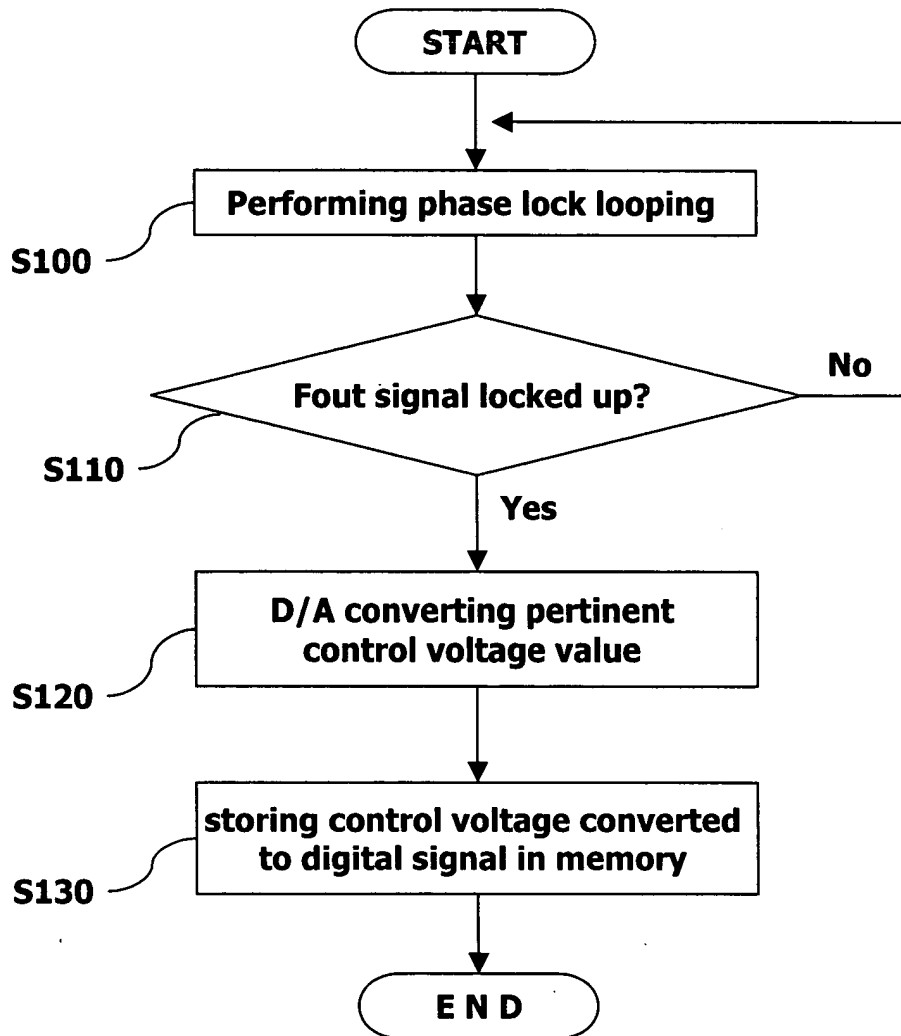 START
Performing phase lock looping
S100
No
Fout signal locked up?
S110
Yes
D/A converting pertinent
control voltage value
S120
storing control voltage converted
to digital signal in memory
S130
E N D